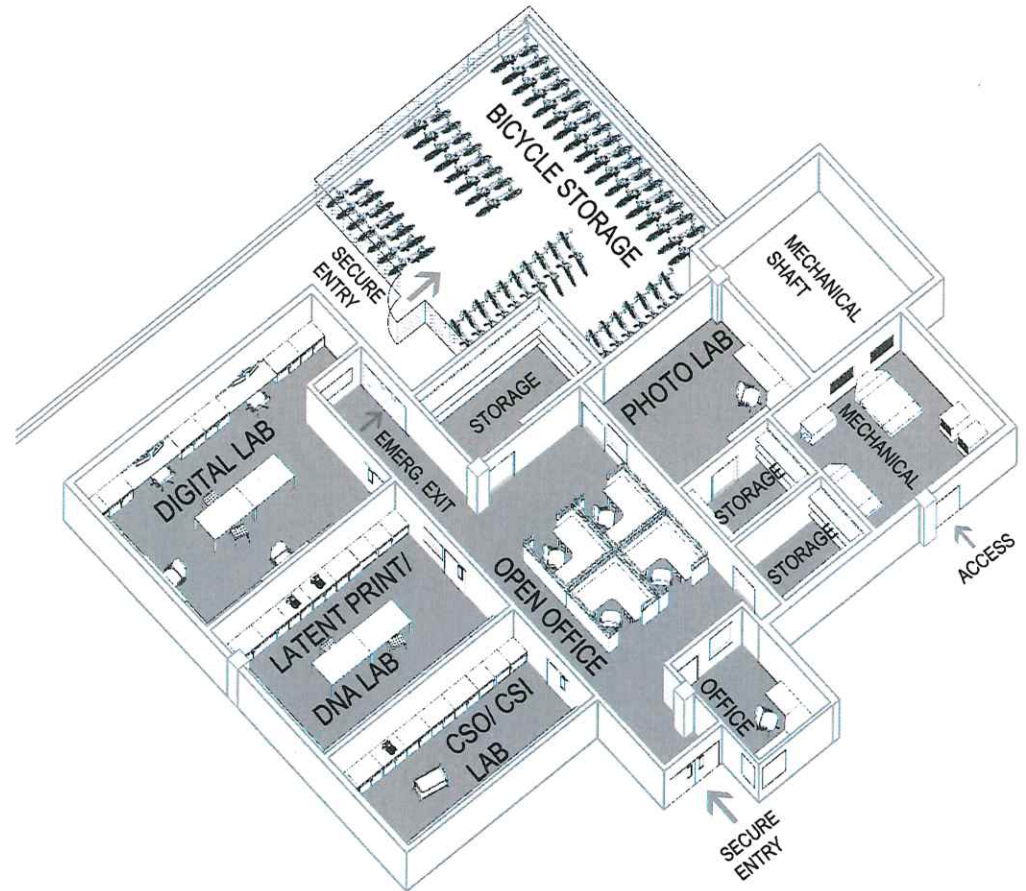 BICYCLE STORAGE
SECURE
ENTRY
MECHANICAL
SHAFT
PHOTO LAB
STORAGE
MECHANICAL
DIGITAL LAB
EMERG. EXIT
STORAGE
STORAGE
ACCESS
OPEN OFFICE
LATENT PRINT/
DNA LAB
OFFICE
CSO/ CSI
LAB
SECURE
ENTRY